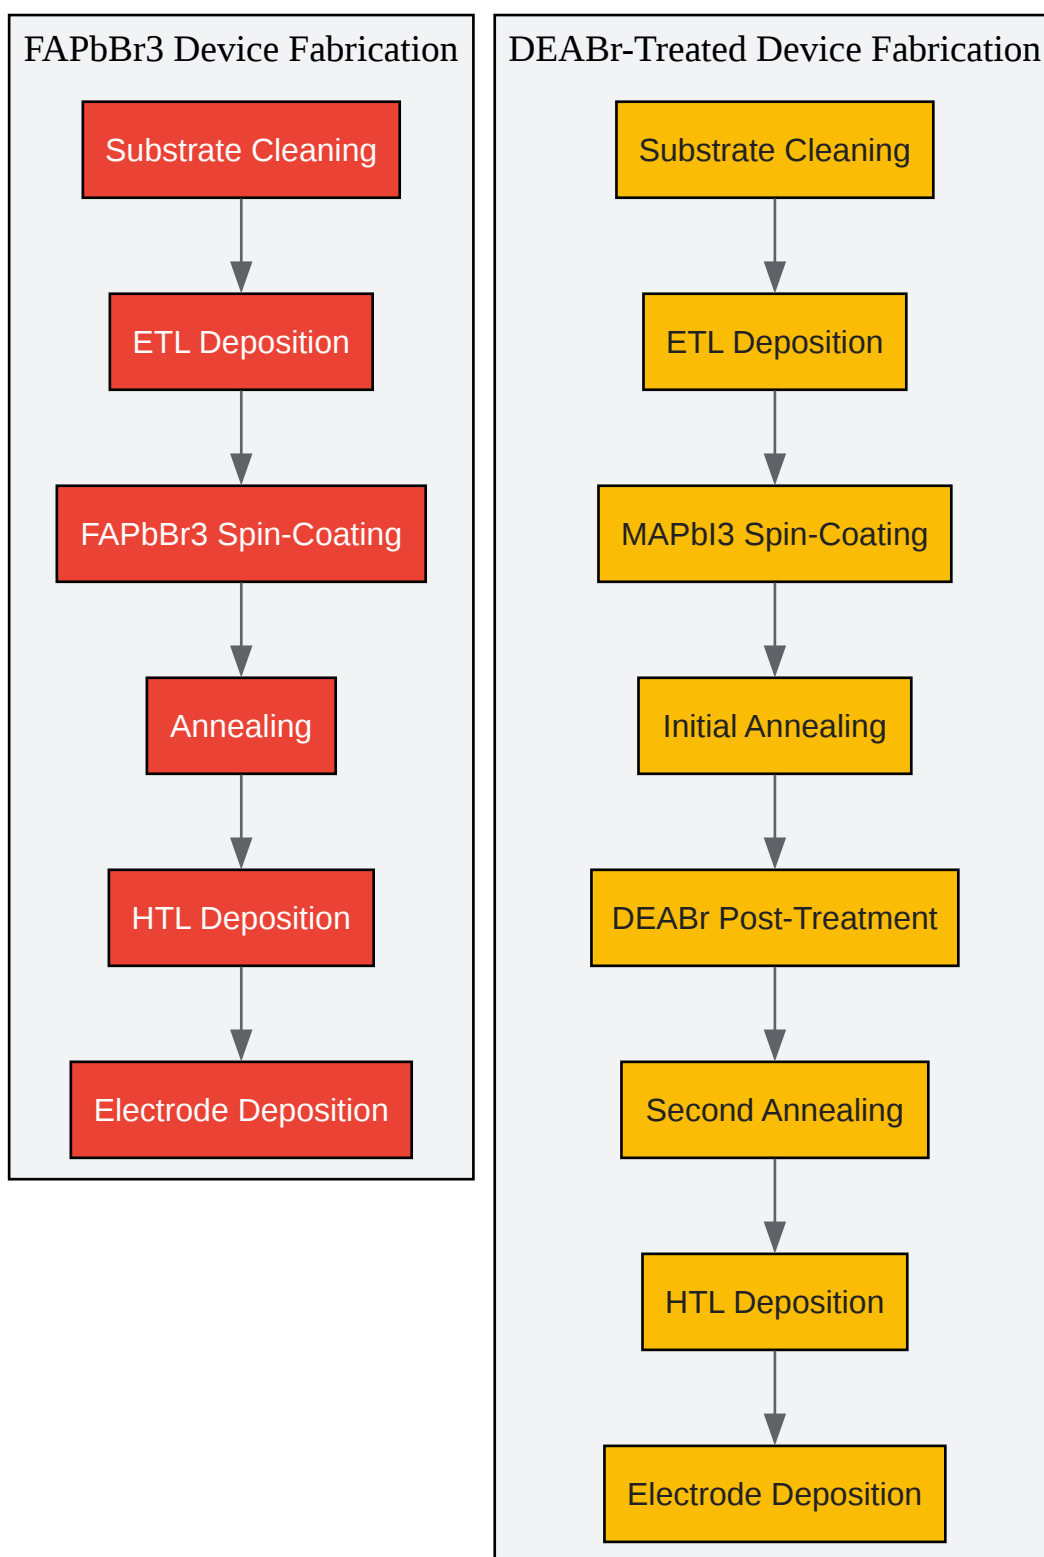 FAPbBr3 Device Fabrication
Substrate Cleaning
ETL Deposition
FAPbBr3 Spin-Coating
Annealing
HTL Deposition
Electrode Deposition
DEABr-Treated Device Fabrication
Substrate Cleaning
ETL Deposition
MAPbI3 Spin-Coating
Initial Annealing
DEABr Post-Treatment
Second Annealing
HTL Deposition
Electrode Deposition